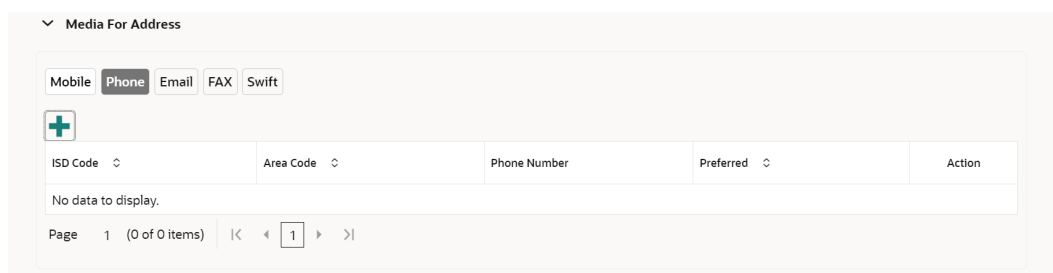 Media For Address
Mobile Phone Email FAX Swift
ISD Code Area Code Phone Number Preferred Action
No data to display.
Page 1 (0 of 0 items) 1